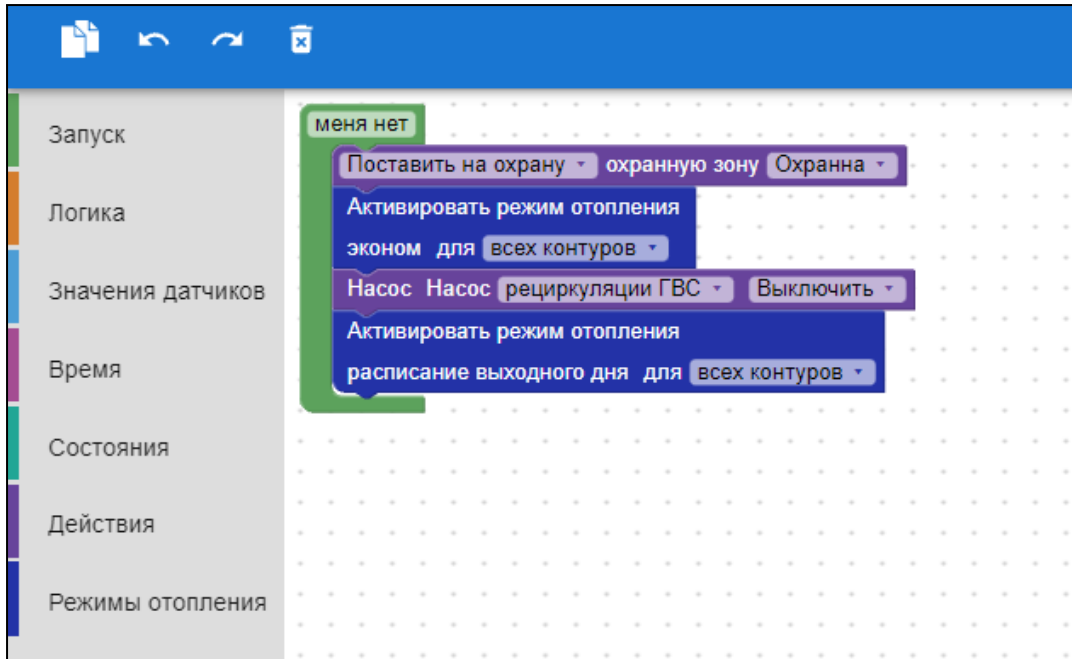 Запуск
Логика
Значения датчиков
Время
Состояния
Действия
Режимы отопления
меня нет
Поставить на охрану охранную зону Охранна
Активировать режим отопления
эконом для всех контуров
Насос Насос рециркуляции ГВС Выключить
Активировать режим отопления
расписание выходного дня для всех контуров